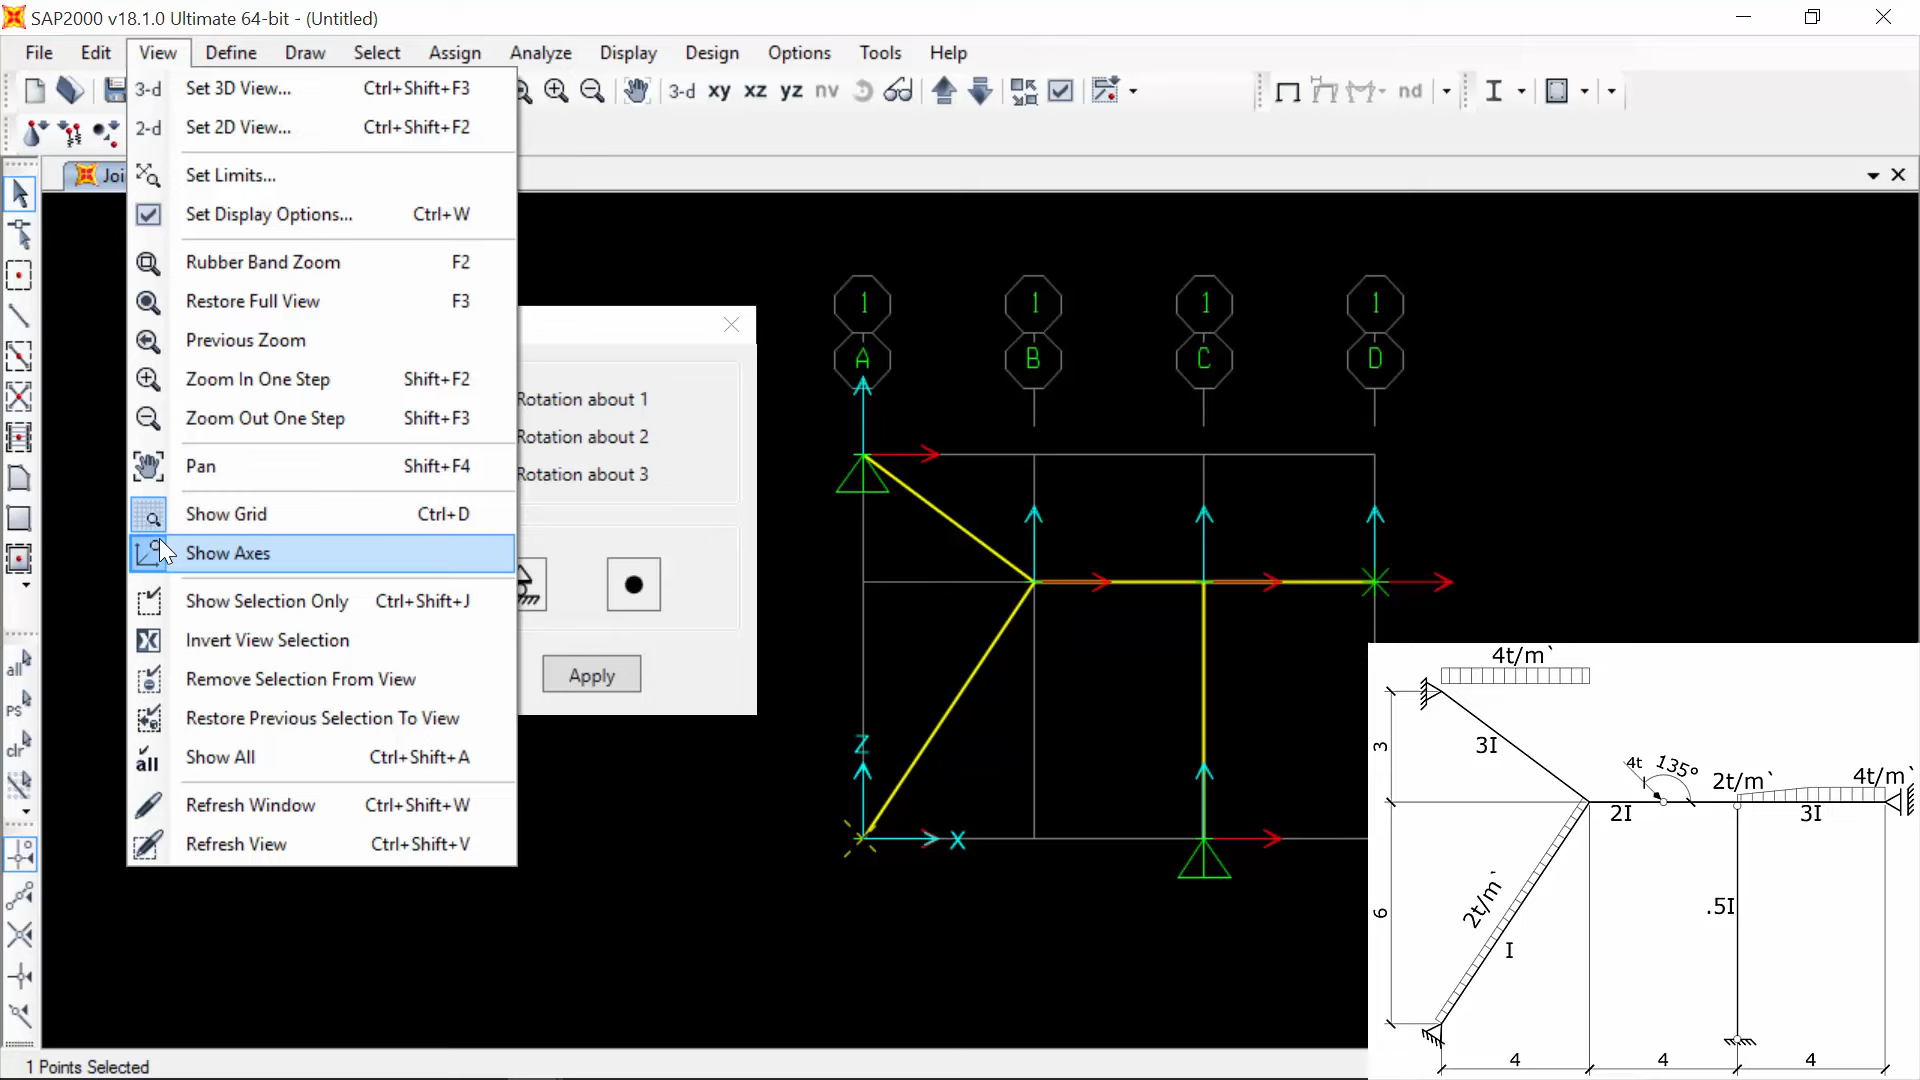 SAP2000 v18.1.0 Ultimate 64-bit - (Untitled)
File Edit View Define Draw Select Assign Analyze Display Design Options Tools Help
3-d xy xz yz nv nd
Joi
3-d Set 3D View... Ctrl+Shift+F3
2-d Set 2D View... Ctrl+Shift+F2
Set Limits...
Set Display Options... Ctrl+W
Rubber Band Zoom F2
Restore Full View F3
Previous Zoom
Zoom In One Step Shift+F2
Zoom Out One Step Shift+F3
Pan Shift+F4
Show Grid Ctrl+D
Show Axes
Show Selection Only Ctrl+Shift+J
Invert View Selection
Remove Selection From View
Restore Previous Selection To View
all Show All Ctrl+Shift+A
Refresh Window Ctrl+Shift+W
Refresh View Ctrl+Shift+V
all
PS
clr
Rotation about 1
Rotation about 2
Rotation about 3
Apply
1 1 1 1
A B C D
Z
X
4t/m`
3
3I
4t 135° 2t/m` 4t/m`
2I 3I
6
2t/m`
.5I
I
4 4 4
1 Points Selected